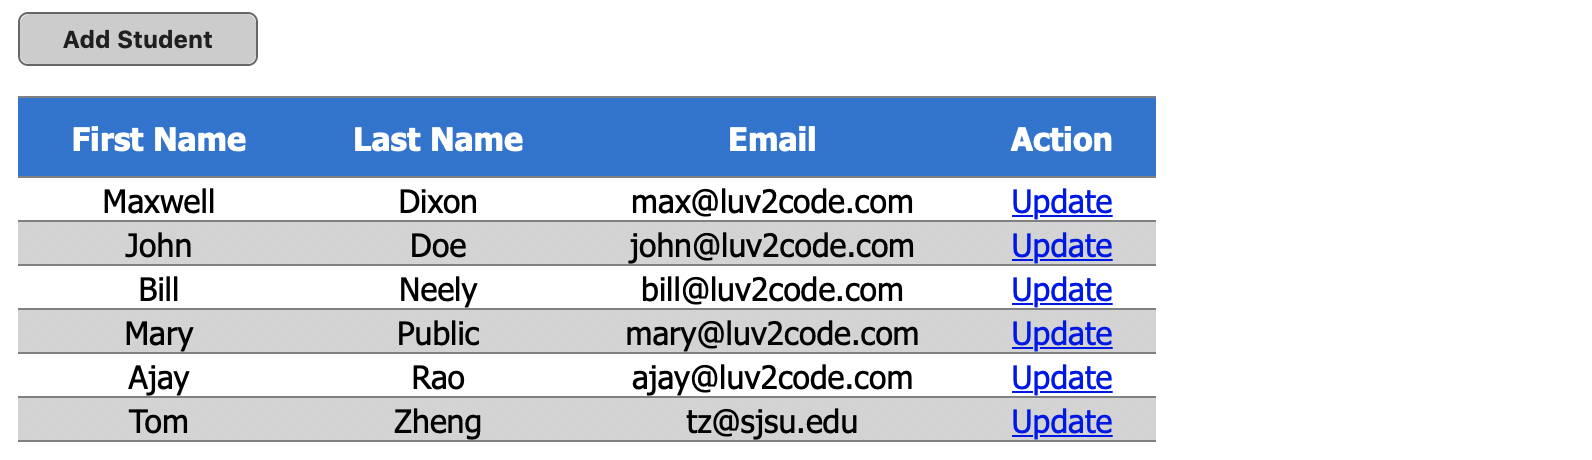 Add Student
First Name Last Name Email Action
Maxwell Dixon max@luv2code.com Update
John Doe john@luv2code.com Update
Bill Neely bill@luv2code.com Update
Mary Public mary@luv2code.com Update
Ajay Rao ajay@luv2code.com Update
Tom Zheng tz@sjsu.edu Update